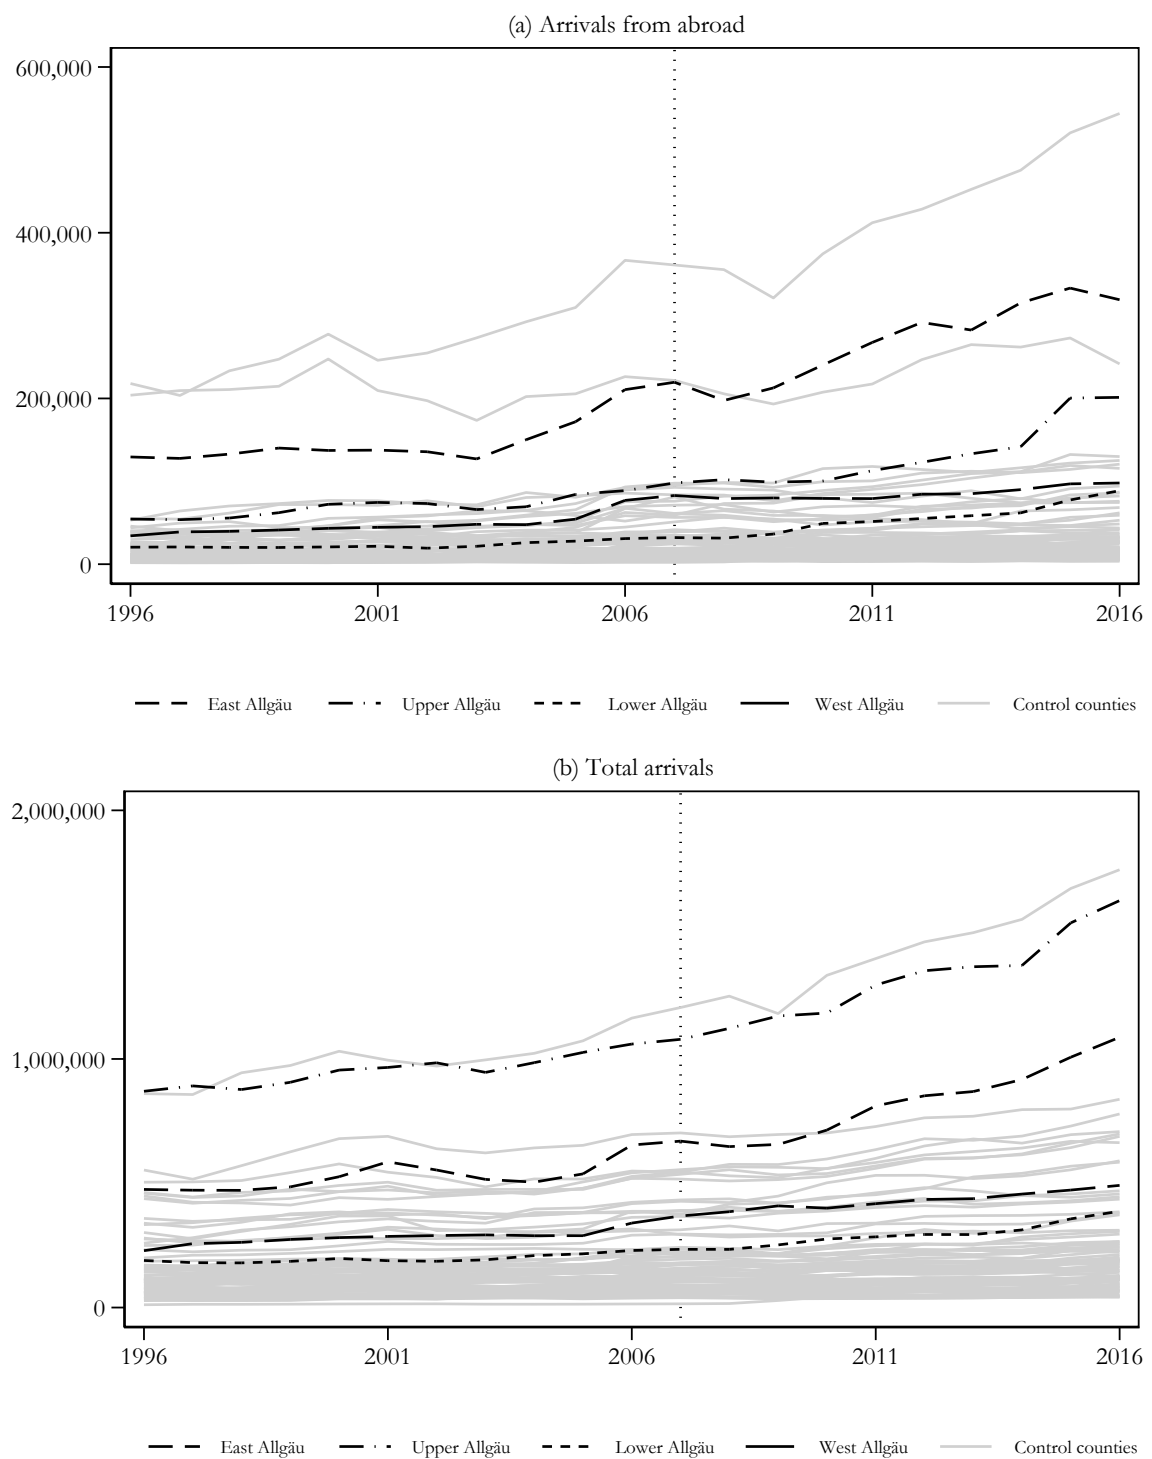 (a) Arrivals from abroad
600,000
400,000
200,000
0
1996 2001 2006 2011 2016
East Allgäu Upper Allgäu Lower Allgäu West Allgäu Control counties
(b) Total arrivals
2,000,000
1,000,000
0
1996 2001 2006 2011 2016
East Allgäu Upper Allgäu Lower Allgäu West Allgäu Control counties